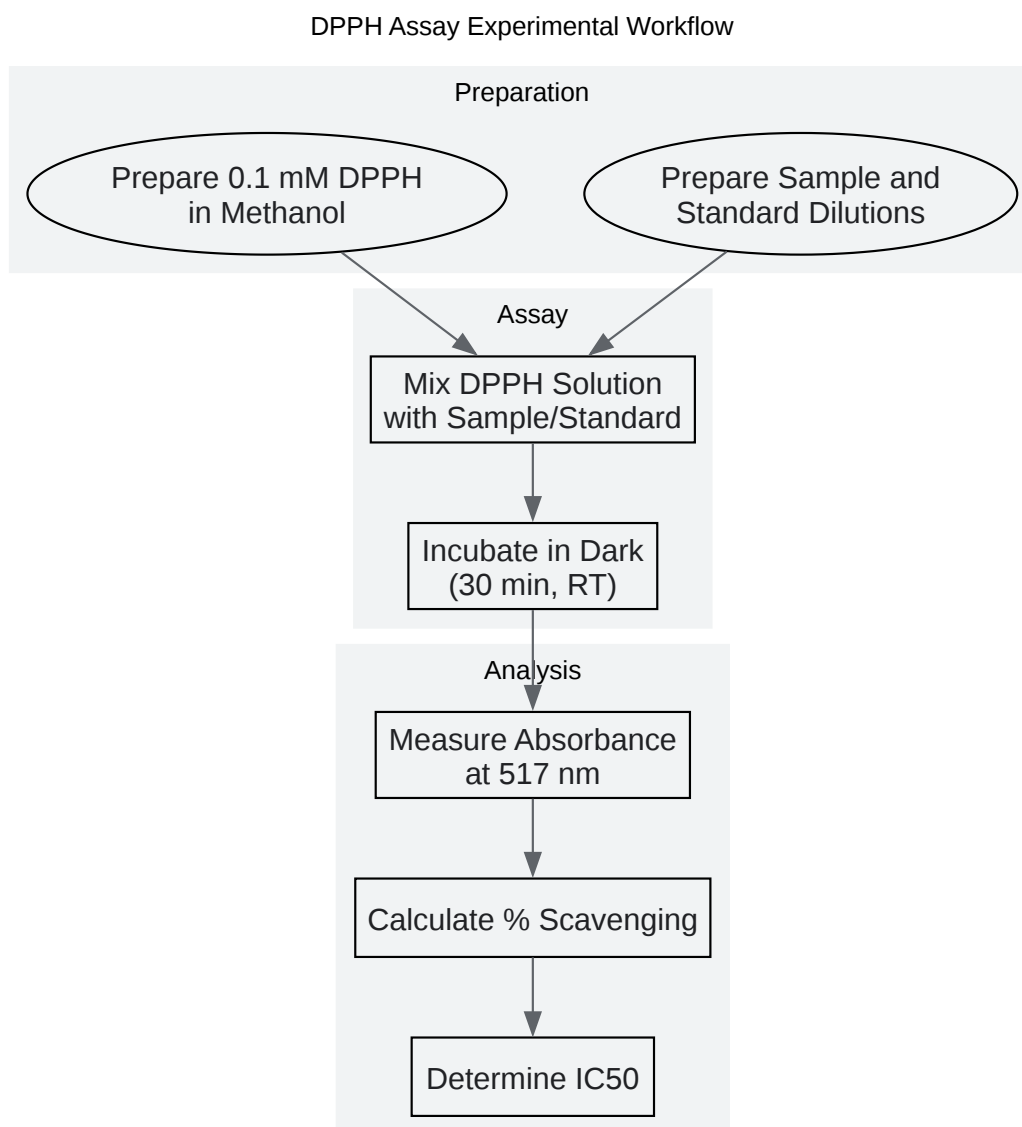 DPPH Assay Experimental Workflow
Preparation
Prepare 0.1 mM DPPH
in Methanol
Prepare Sample and
Standard Dilutions
Assay
Mix DPPH Solution
with Sample/Standard
Incubate in Dark
(30 min, RT)
Analysis
Measure Absorbance
at 517 nm
Calculate % Scavenging
Determine IC50